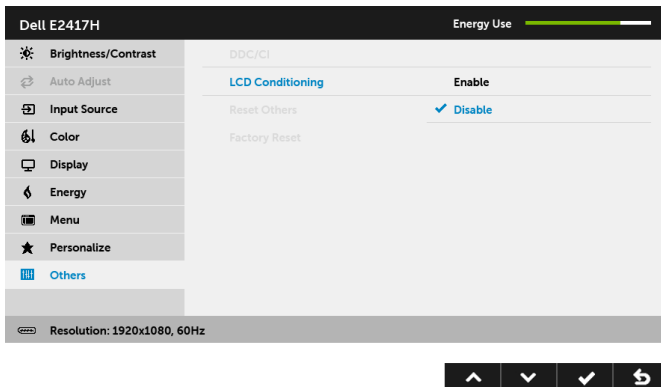 Dell E2417H
Energy Use
Brightness/Contrast
DDC/CI
Auto Adjust
LCD Conditioning
Enable
Input Source
Reset Others
Disable
Color
Factory Reset
Display
Energy
Menu
Personalize
Others
Resolution: 1920x1080, 60Hz